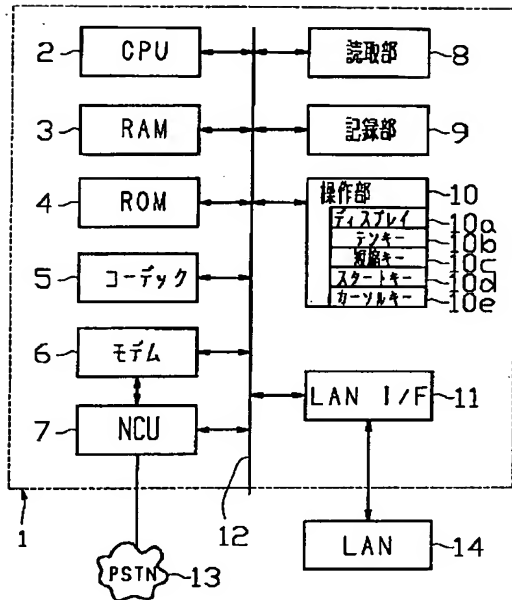 2 CPU 読取部 8
3 RAM 記録部 9
4 ROM 操作部 10
ディスプレイ 10a
テンキー 10b
短縮キー 10c
スタートキー 10d
カーソルキー 10e
5 コーデック
6 モデム
7 NCU LAN I/F 11
1 12
PSTN 13 LAN 14